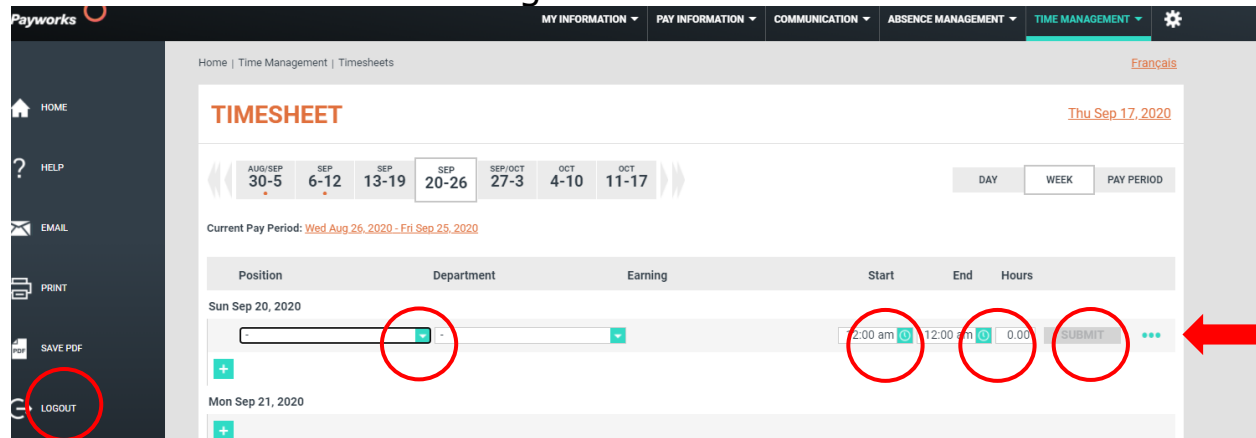 Payworks
MY INFORMATION PAY INFORMATION COMMUNICATION ABSENCE MANAGEMENT TIME MANAGEMENT
Home | Time Management | Timesheets
Français
HOME
TIMESHEET
Thu Sep 17, 2020
HELP
AUG/SEP 30-5 SEP 6-12 SEP 13-19 SEP 20-26 SEP/OCT 27-3 OCT 4-10 OCT 11-17
DAY WEEK PAY PERIOD
EMAIL
Current Pay Period: Wed Aug 26, 2020 - Fri Sep 25, 2020
Position Department Earning Start End Hours
PRINT
Sun Sep 20, 2020
- - 12:00 am 12:00 am 0.00 SUBMIT
PDF SAVE PDF
+
LOGOUT
Mon Sep 21, 2020
+